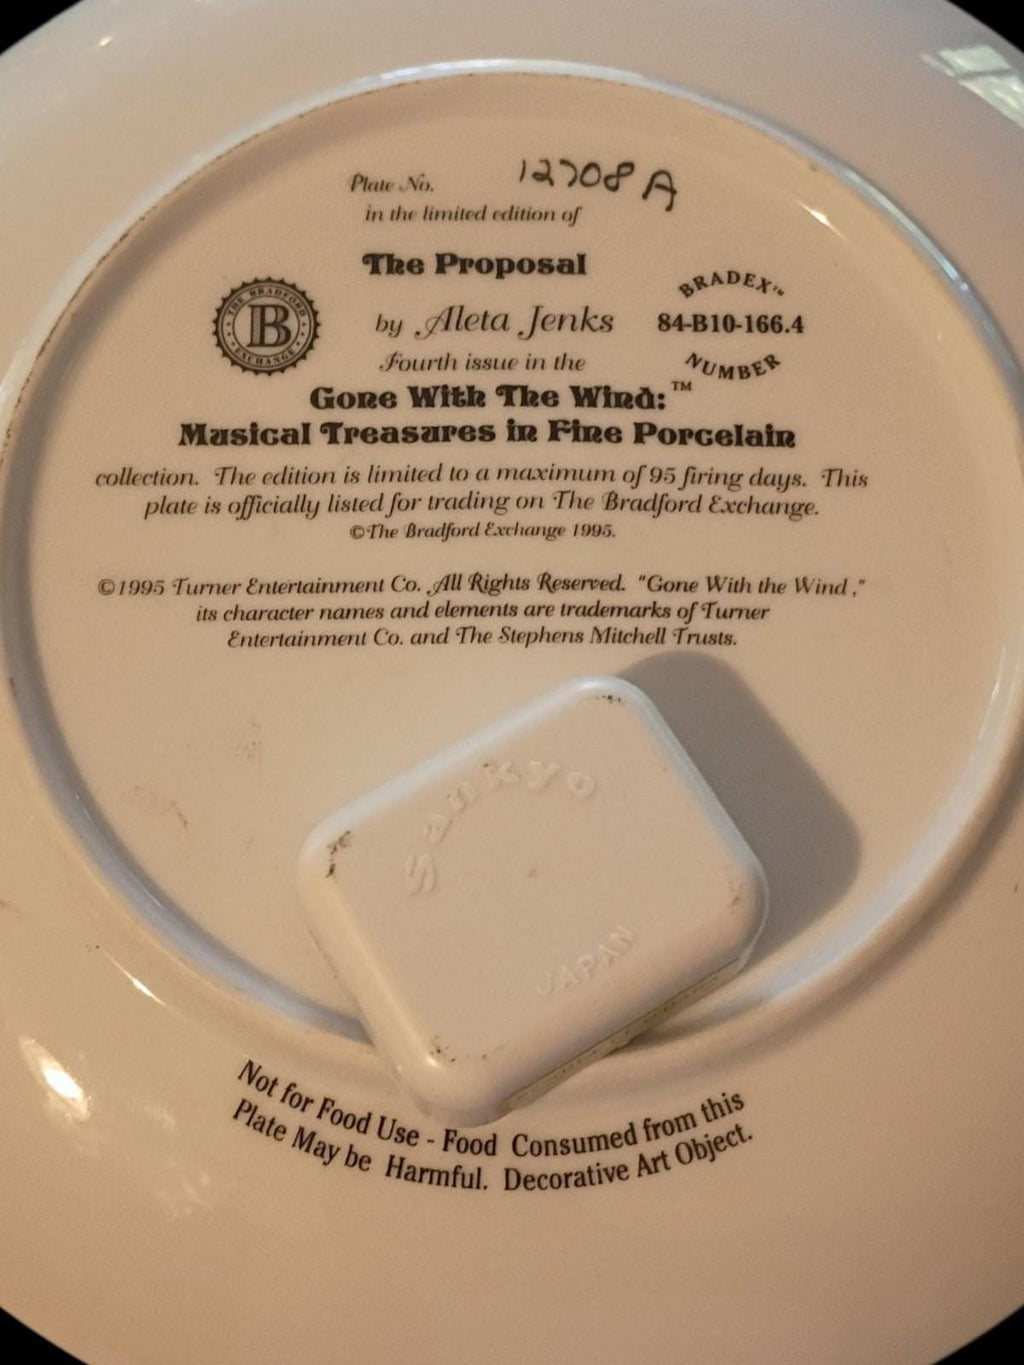 Plate No. 12708 A
in the limited edition of
The Proposal
by Aleta Jenks
Fourth issue in the
Gone With The Wind:™
Musical Treasures in Fine Porcelain
THE BRADFORD EXCHANGE
B
BRADEX™
84-B10-166.4
NUMBER
collection. The edition is limited to a maximum of 95 firing days. This
plate is officially listed for trading on The Bradford Exchange.
©The Bradford Exchange 1995.
©1995 Turner Entertainment Co. All Rights Reserved. "Gone With the Wind,"
its character names and elements are trademarks of Turner
Entertainment Co. and The Stephens Mitchell Trusts.
Sankyo
JAPAN
Not for Food Use - Food Consumed from this
Plate May be Harmful. Decorative Art Object.